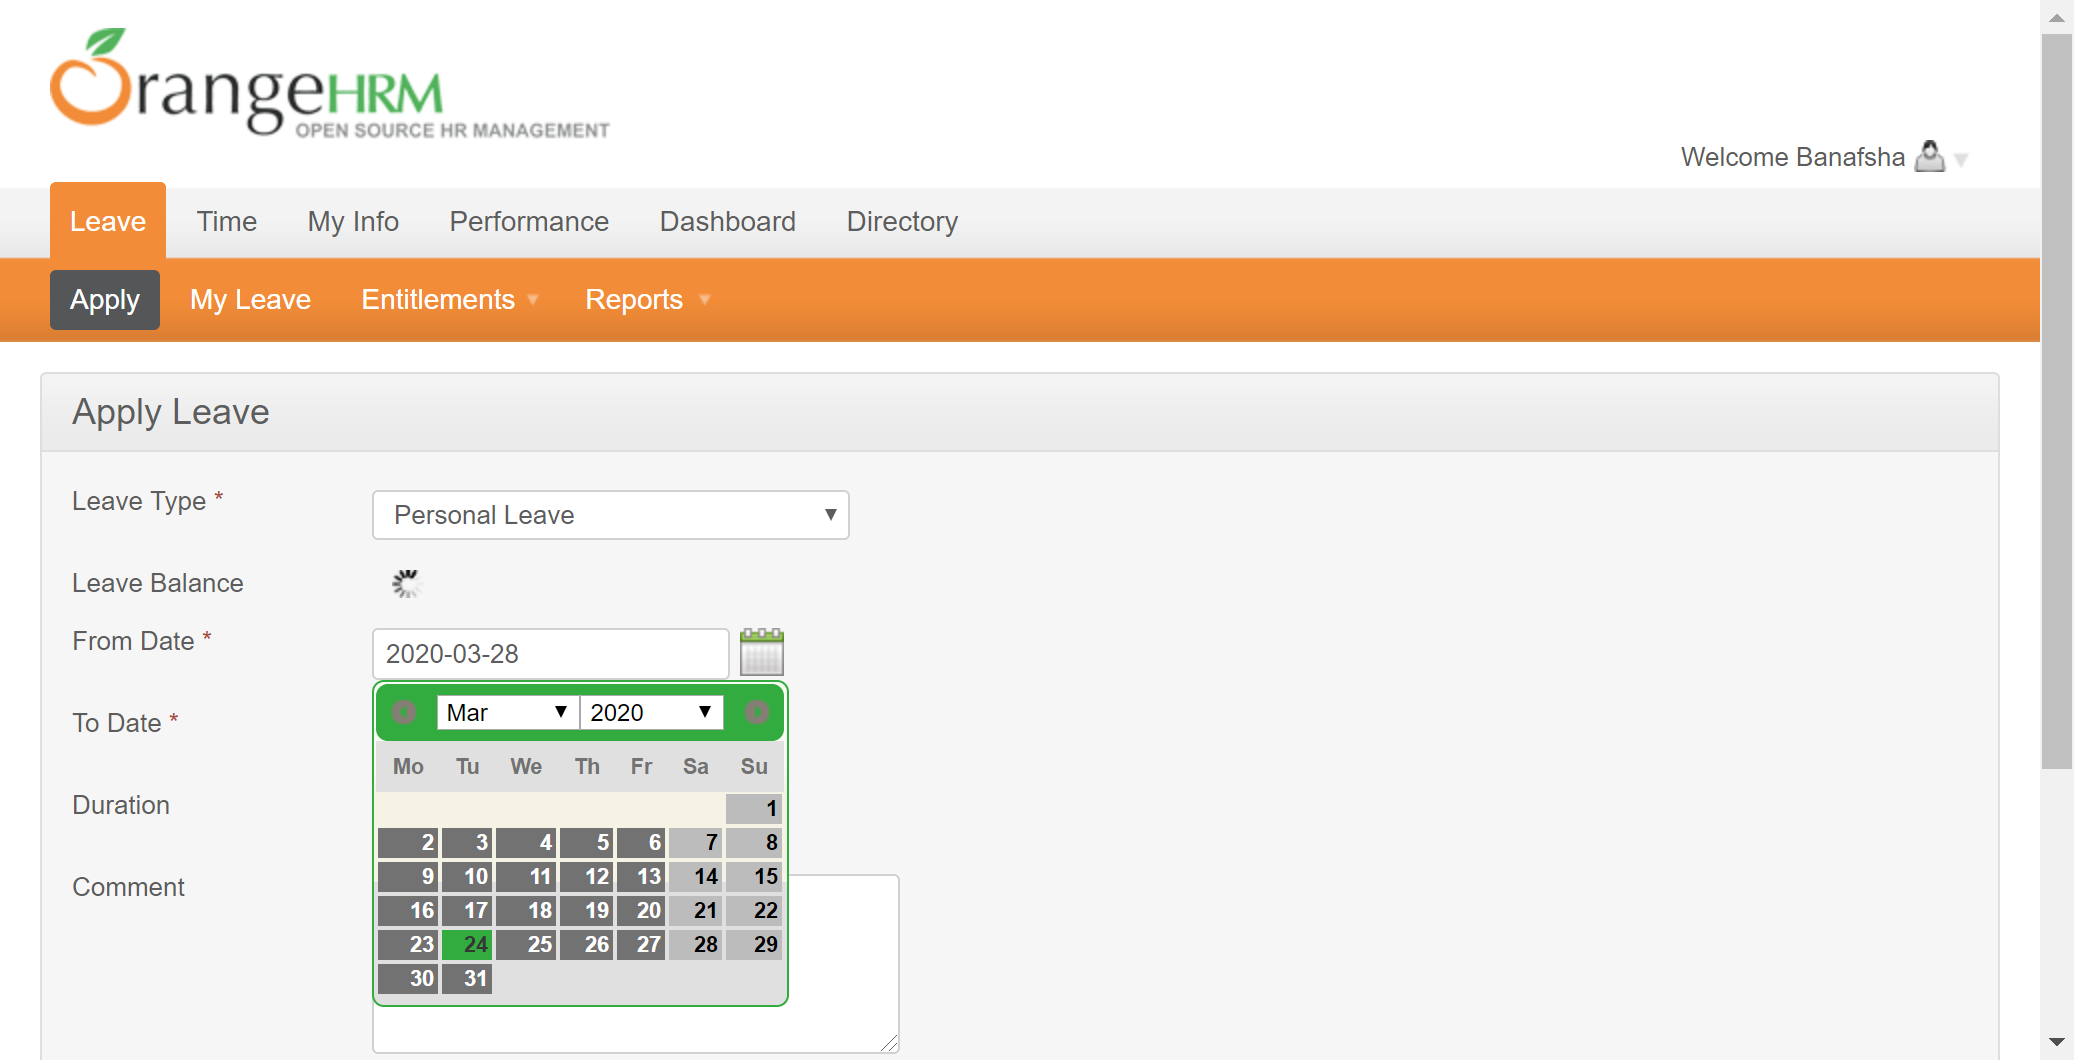 OrangeHRM
OPEN SOURCE HR MANAGEMENT
Welcome Banafsha
Leave Time My Info Performance Dashboard Directory
Apply My Leave Entitlements Reports
Apply Leave
Leave Type * Personal Leave
Leave Balance
From Date * 2020-03-28
To Date *
Duration
Comment
Mar 2020
Mo Tu We Th Fr Sa Su
1
2 3 4 5 6 7 8
9 10 11 12 13 14 15
16 17 18 19 20 21 22
23 24 25 26 27 28 29
30 31